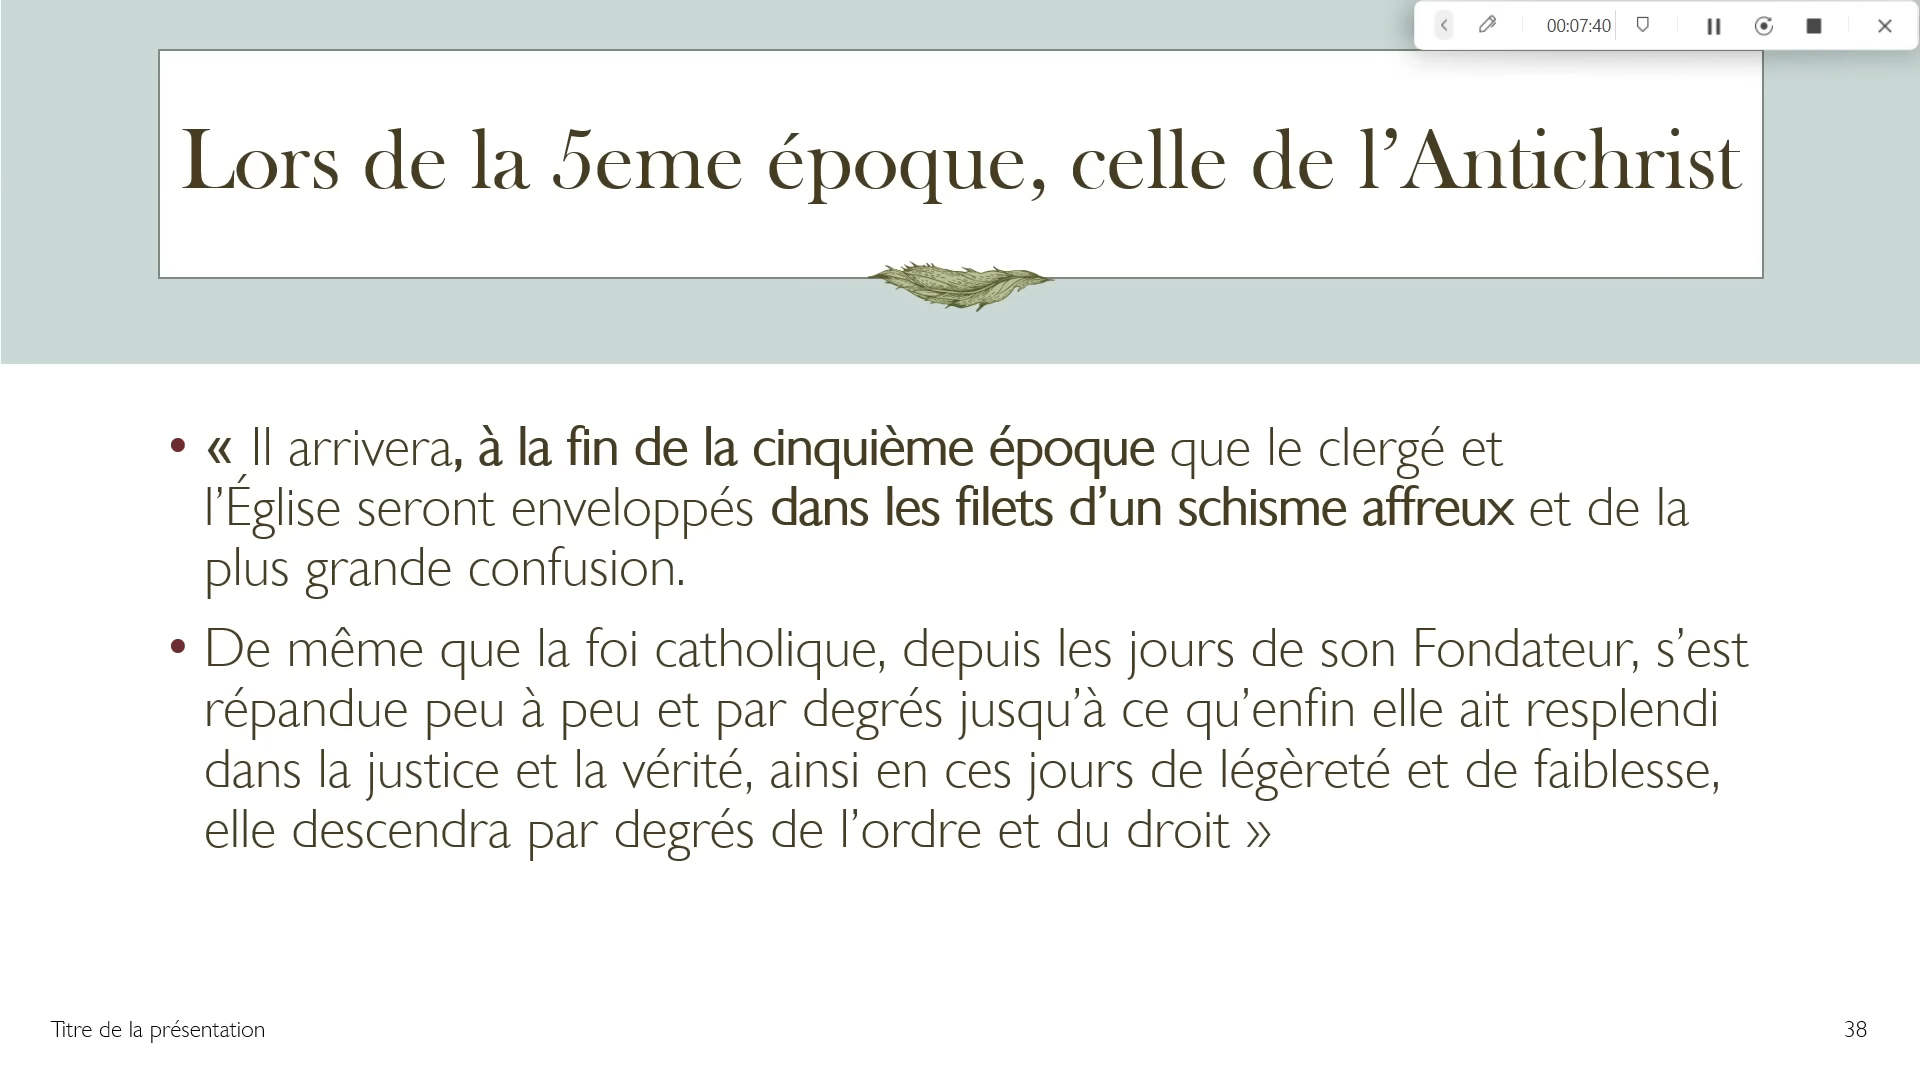 00:07:40
Lors de la 5eme époque, celle de l’Antichrist
• « Il arrivera, à la fin de la cinquième époque que le clergé et
l’Église seront enveloppés dans les filets d’un schisme affreux et de la
plus grande confusion.
• De même que la foi catholique, depuis les jours de son Fondateur, s’est
répandue peu à peu et par degrés jusqu’à ce qu’enfin elle ait resplendi
dans la justice et la vérité, ainsi en ces jours de légèreté et de faiblesse,
elle descendra par degrés de l’ordre et du droit »
Titre de la présentation
38